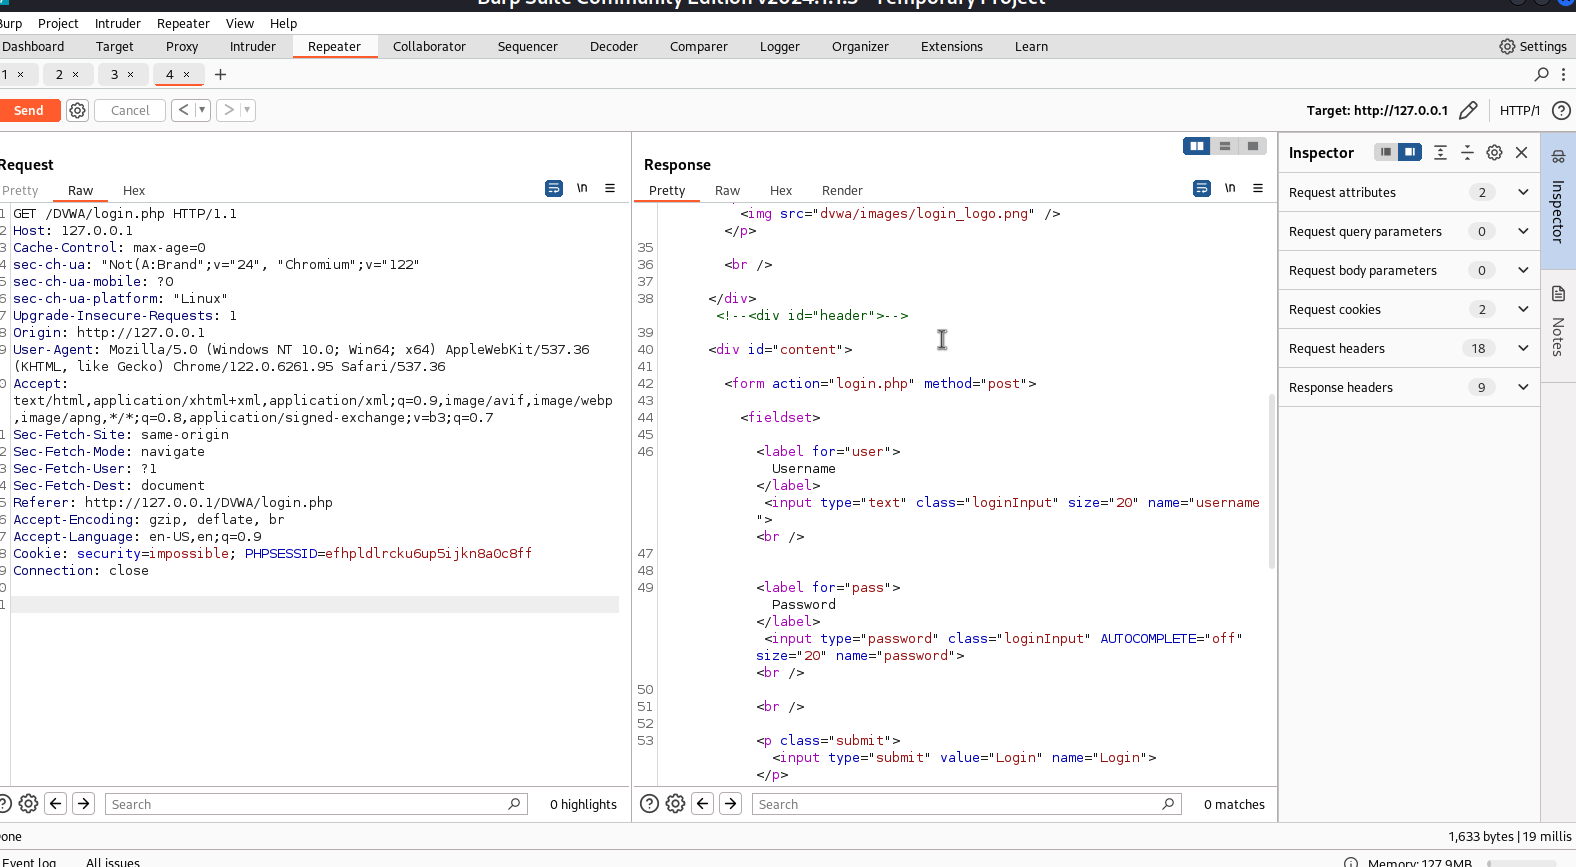 Burp Suite Community Edition v2024.1.1.5 - Temporary Project
Burp Project Intruder Repeater View Help
Dashboard Target Proxy Intruder Repeater Collaborator Sequencer Decoder Comparer Logger Organizer Extensions Learn Settings
1 × 2 × 3 × 4 × +
Send Cancel < > Target: http://127.0.0.1 HTTP/1
Request
Pretty Raw Hex \n
1 GET /DVWA/login.php HTTP/1.1
2 Host: 127.0.0.1
3 Cache-Control: max-age=0
4 sec-ch-ua: "Not(A:Brand";v="24", "Chromium";v="122"
5 sec-ch-ua-mobile: ?0
6 sec-ch-ua-platform: "Linux"
7 Upgrade-Insecure-Requests: 1
8 Origin: http://127.0.0.1
9 User-Agent: Mozilla/5.0 (Windows NT 10.0; Win64; x64) AppleWebKit/537.36
(KHTML, like Gecko) Chrome/122.0.6261.95 Safari/537.36
0 Accept:
text/html,application/xhtml+xml,application/xml;q=0.9,image/avif,image/webp
,image/apng,*/*;q=0.8,application/signed-exchange;v=b3;q=0.7
1 Sec-Fetch-Site: same-origin
2 Sec-Fetch-Mode: navigate
3 Sec-Fetch-User: ?1
4 Sec-Fetch-Dest: document
5 Referer: http://127.0.0.1/DVWA/login.php
6 Accept-Encoding: gzip, deflate, br
7 Accept-Language: en-US,en;q=0.9
8 Cookie: security=impossible; PHPSESSID=efhpldlrcku6up5ijkn8a0c8ff
9 Connection: close
0
1
Search 0 highlights
Response
Pretty Raw Hex Render \n
<img src="dvwa/images/login_logo.png" />
</p>
35
36 <br />
37
38 </div>
<!--<div id="header">-->
39
40 <div id="content">
41
42 <form action="login.php" method="post">
43
44 <fieldset>
45
46 <label for="user">
Username
</label>
<input type="text" class="loginInput" size="20" name="username
">
<br />
47
48
49 <label for="pass">
Password
</label>
<input type="password" class="loginInput" AUTOCOMPLETE="off"
size="20" name="password">
<br />
50
51 <br />
52
53 <p class="submit">
<input type="submit" value="Login" name="Login">
</p>
Search 0 matches
Inspector
Request attributes 2
Request query parameters 0
Request body parameters 0
Request cookies 2
Request headers 18
Response headers 9
Inspector
Notes
one 1,633 bytes | 19 millis
Event log All issues Memory: 127.9MB